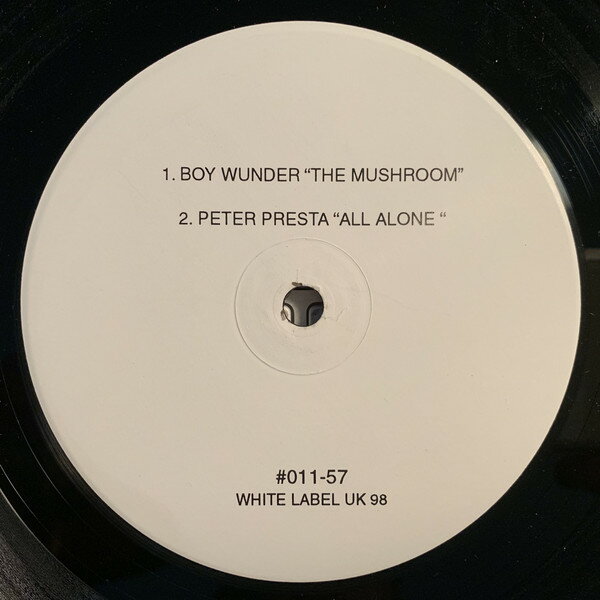 1. BOY WUNDER “THE MUSHROOM”
2. PETER PRESTA “ALL ALONE “
#011-57
WHITE LABEL UK 98